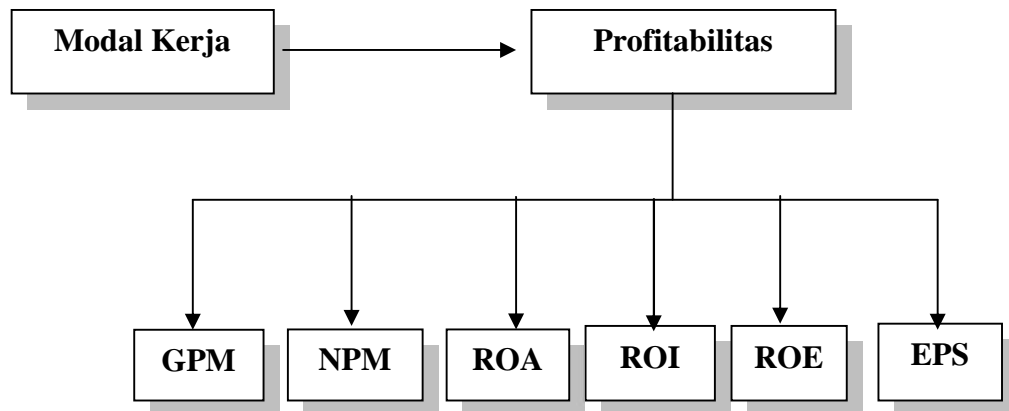 Modal Kerja
Profitabilitas
GPM
NPM
ROA
ROI
ROE
EPS